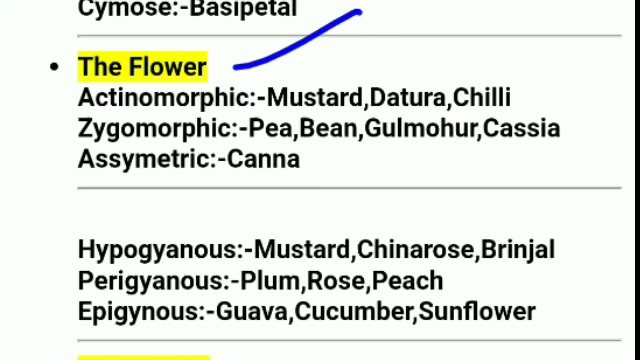 Cymose:-Basipetal
• The Flower
Actinomorphic:-Mustard,Datura,Chilli
Zygomorphic:-Pea,Bean,Gulmohur,Cassia
Assymetric:-Canna
Hypogyanous:-Mustard,Chinarose,Brinjal
Perigyanous:-Plum,Rose,Peach
Epigynous:-Guava,Cucumber,Sunflower